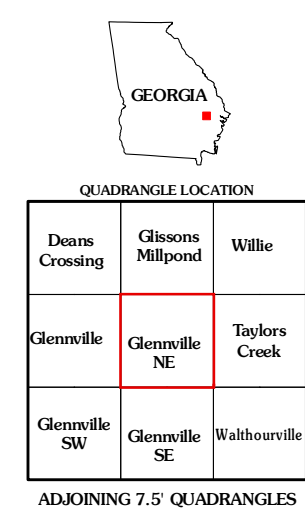 GEORGIA
QUADRANGLE LOCATION
Deans
Crossing
Glissons
Millpond
Willie
Glennville
Glennville
NE
Taylors
Creek
Glennville
SW
Glennville
SE
Walthourville
ADJOINING 7.5' QUADRANGLES